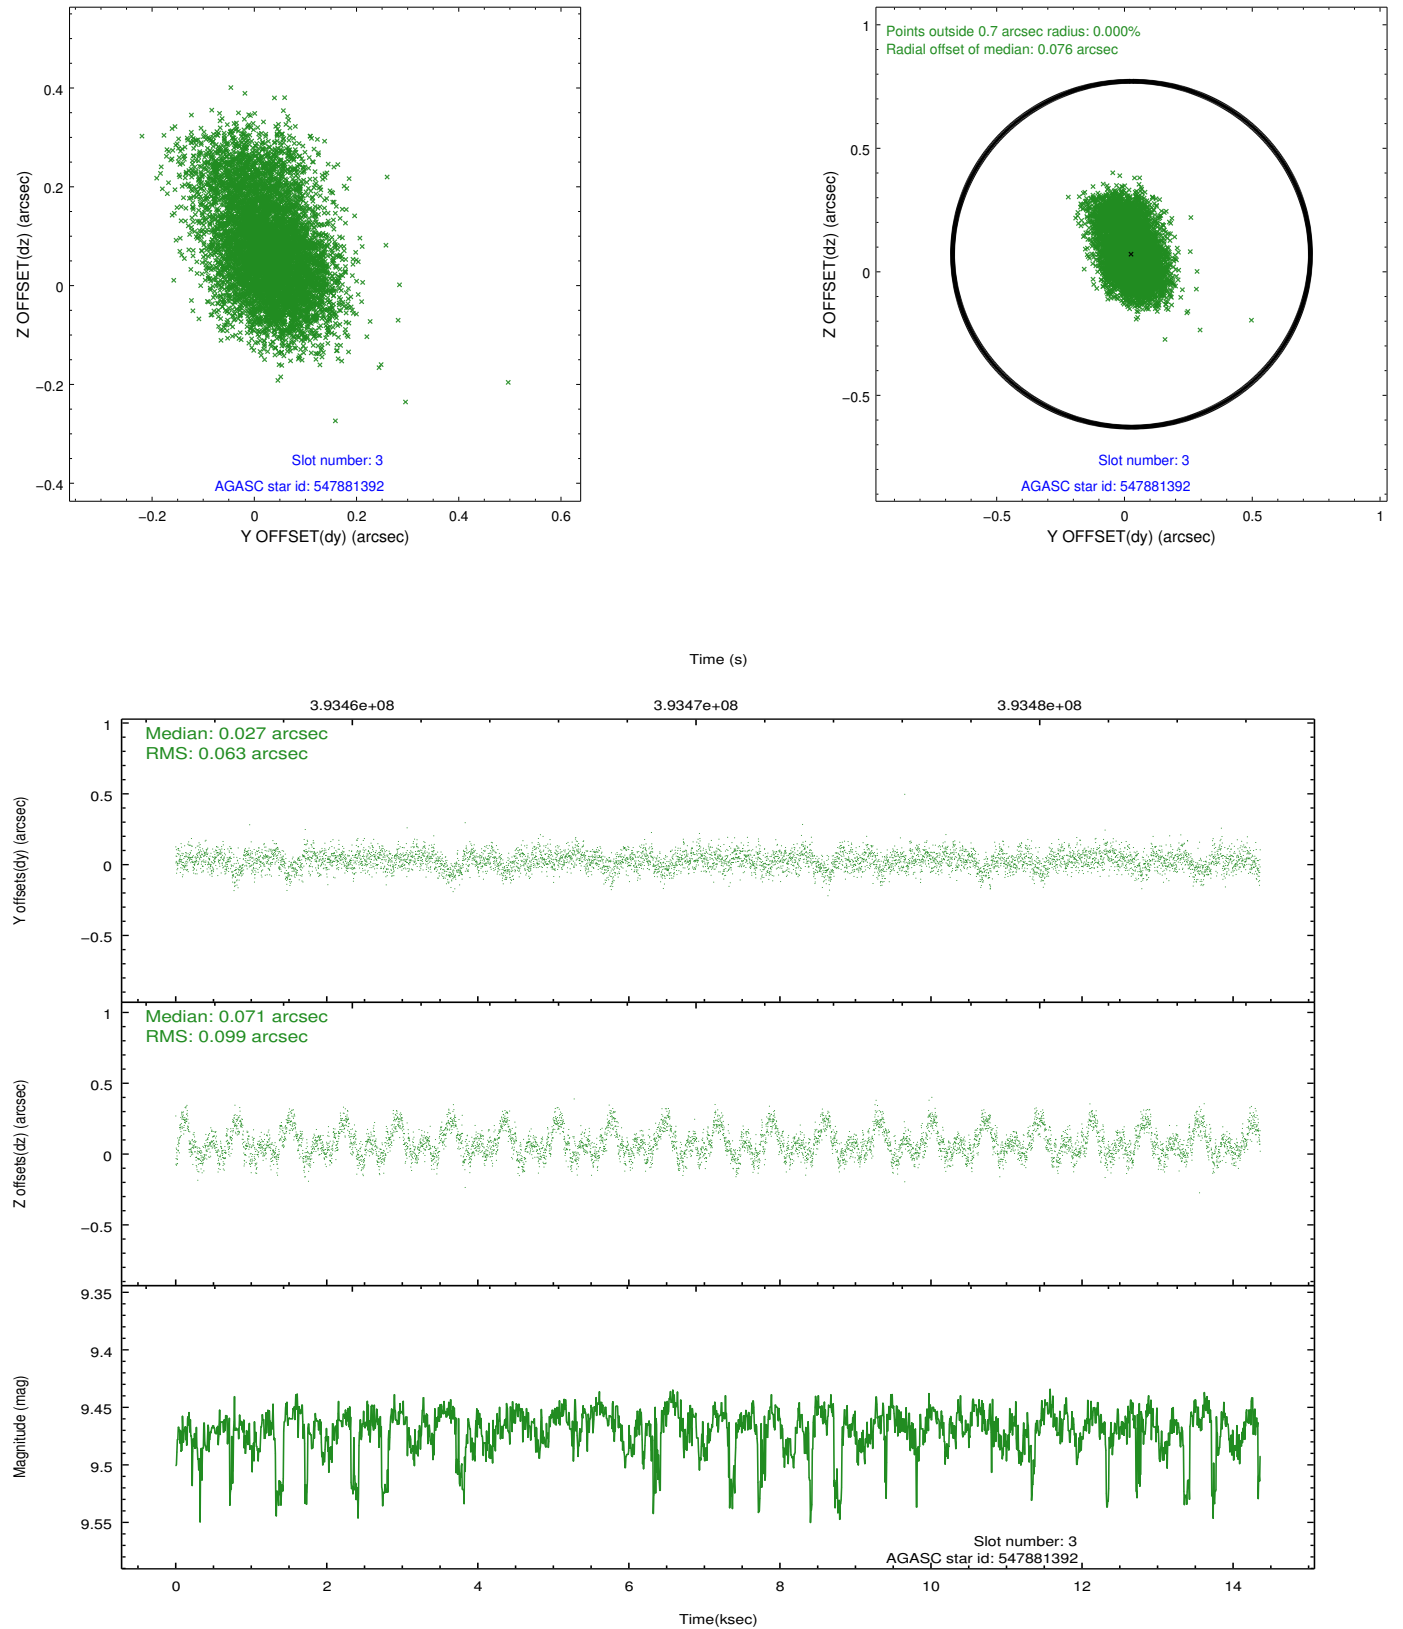 0.4
0.2
0
−0.2
−0.4
Z OFFSET(dz) (arcsec)
Slot number: 3
AGASC star id: 547881392
−0.2 0 0.2 0.4 0.6
Y OFFSET(dy) (arcsec)
Points outside 0.7 arcsec radius: 0.000%
Radial offset of median: 0.076 arcsec
1
0.5
0
−0.5
Z OFFSET(dz) (arcsec)
Slot number: 3
AGASC star id: 547881392
−0.5 0 0.5 1
Y OFFSET(dy) (arcsec)
Time (s)
3.9346e+08 3.9347e+08 3.9348e+08
Median: 0.027 arcsec
RMS: 0.063 arcsec
1
0.5
0
−0.5
Y offsets(dy) (arcsec)
Median: 0.071 arcsec
RMS: 0.099 arcsec
1
0.5
0
−0.5
Z offsets(dz) (arcsec)
9.35
9.4
9.45
9.5
9.55
Magnitude (mag)
Slot number: 3
AGASC star id: 547881392
0 2 4 6 8 10 12 14
Time(ksec)